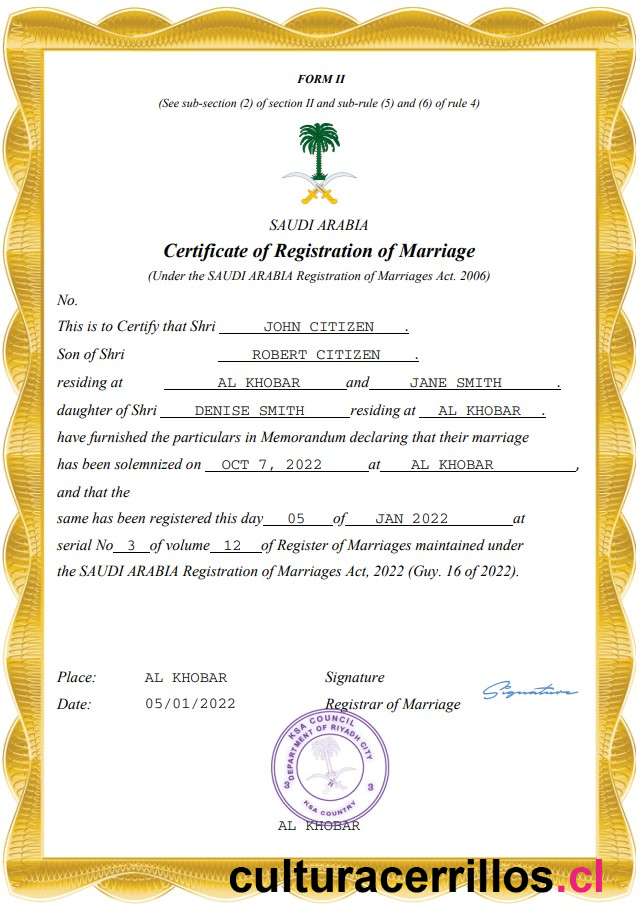 FORM II
(See sub-section (2) of section II and sub-rule (5) and (6) of rule 4)
SAUDI ARABIA
Certificate of Registration of Marriage
(Under the SAUDI ARABIA Registration of Marriages Act. 2006)
No.
This is to Certify that Shri JOHN CITIZEN .
Son of Shri ROBERT CITIZEN .
residing at AL KHOBAR and JANE SMITH .
daughter of Shri DENISE SMITH residing at AL KHOBAR .
have furnished the particulars in Memorandum declaring that their marriage
has been solemnized on OCT 7, 2022 at AL KHOBAR ,
and that the
same has been registered this day 05 of JAN 2022 at
serial No 3 of volume 12 of Register of Marriages maintained under
the SAUDI ARABIA Registration of Marriages Act, 2022 (Guy. 16 of 2022).
Place: AL KHOBAR Signature
Signature
Date: 05/01/2022 Registrar of Marriage
KSA COUNCIL
DEPARTMENT OF RIYADH CITY
3 3
KSA COUNTRY
AL KHOBAR
culturacerrillos.cl